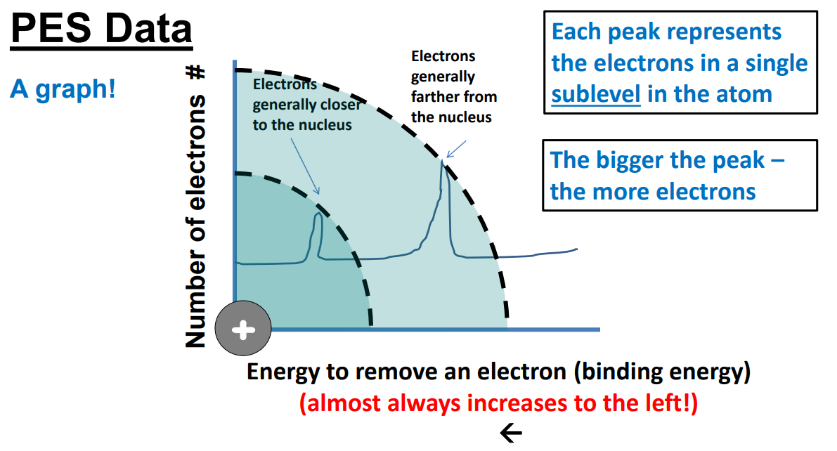 PES Data
A graph!
Number of electrons #
Electrons
generally closer
to the nucleus
Electrons
generally
farther from
the nucleus
Each peak represents
the electrons in a single
sublevel in the atom
The bigger the peak –
the more electrons
+
Energy to remove an electron (binding energy)
(almost always increases to the left!)
←